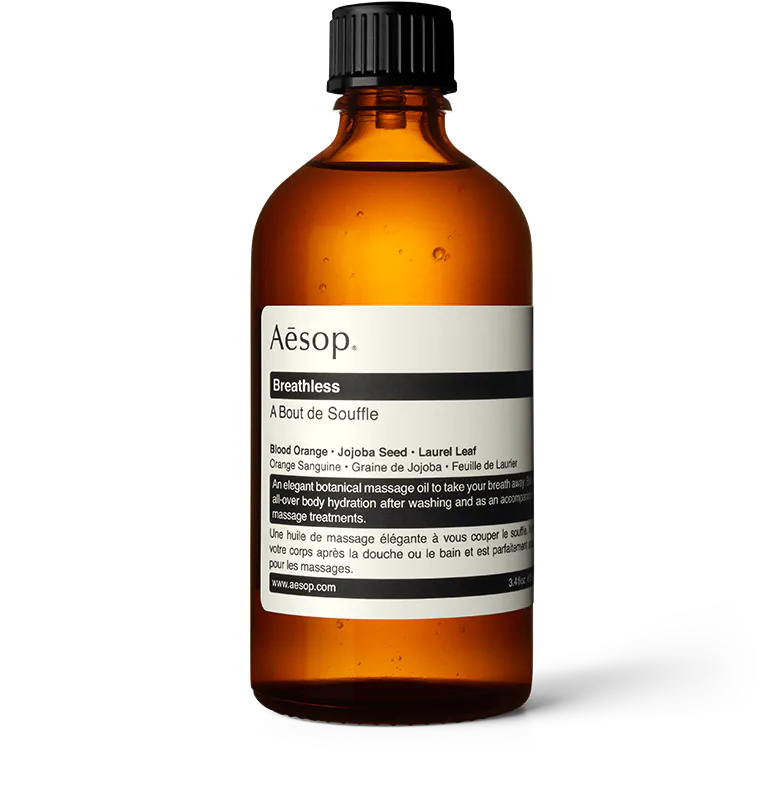 Aēsop®
Breathless
A Bout de Souffle
Blood Orange · Jojoba Seed · Laurel Leaf
Orange Sanguine · Graine de Jojoba · Feuille de Laurier
An elegant botanical massage oil to take your breath away.
all-over body hydration after washing and as an
massage treatments.
Une huile de massage élégante à vous couper le souffle,
votre corps après la douche ou le bain et est parfaitement
pour les massages.
www.aesop.com 3.4 fl oz